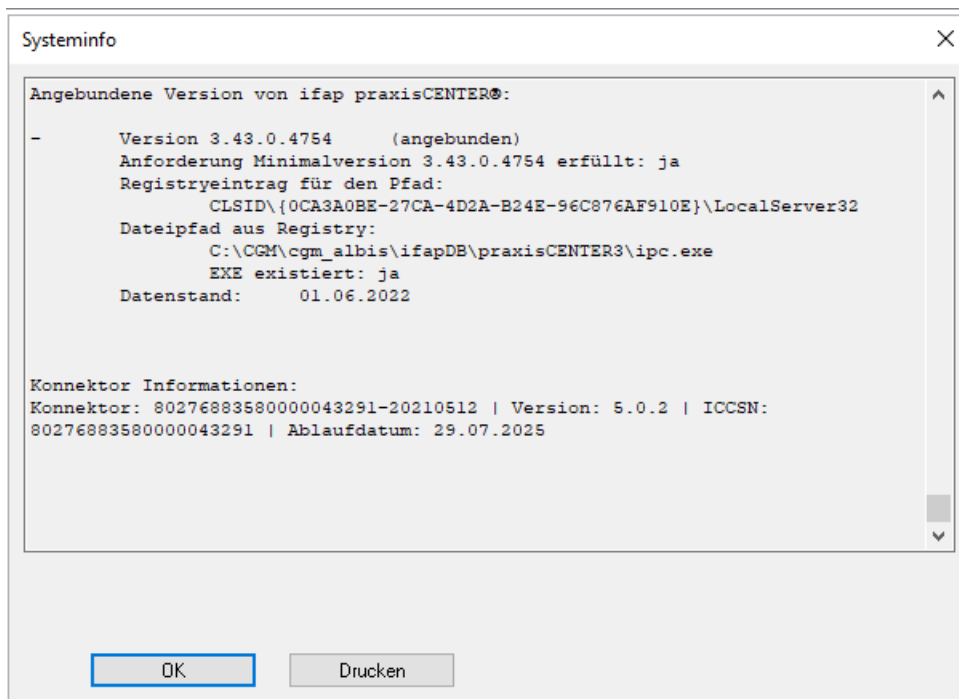 Systeminfo
Angebundene Version von ifap praxisCENTER®:
- Version 3.43.0.4754 (angebunden)
Anforderung Minimalversion 3.43.0.4754 erfüllt: ja
Registryeintrag für den Pfad:
CLSID\{0CA3A0BE-27CA-4D2A-B24E-96C876AF910E}\LocalServer32
Dateipfad aus Registry:
C:\CGM\cgm_albis\ifapDB\praxisCENTER3\ipc.exe
EXE existiert: ja
Datenstand: 01.06.2022
Konnektor Informationen:
Konnektor: 80276883580000043291-20210512 | Version: 5.0.2 | ICCSN:
80276883580000043291 | Ablaufdatum: 29.07.2025
OK Drucken